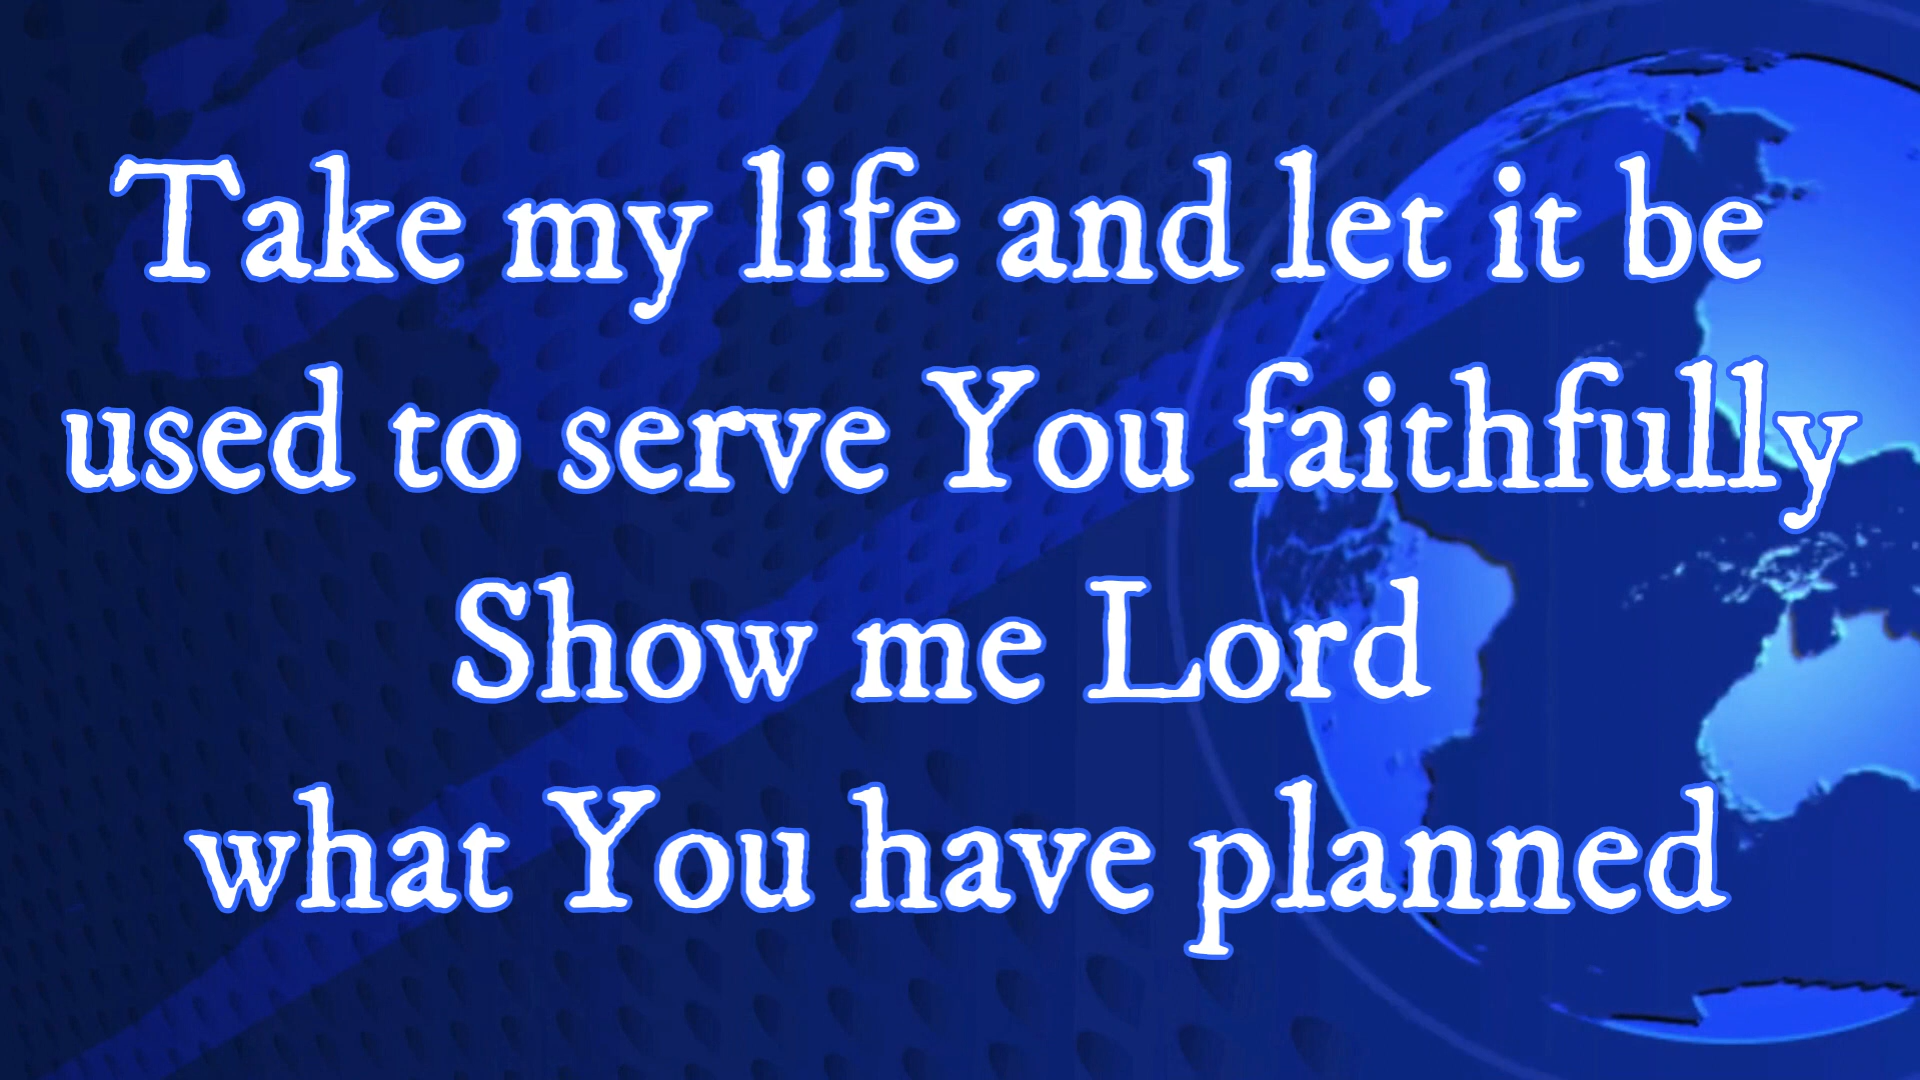 Take my life and let it be
used to serve You faithfully
Show me Lord
what You have planned